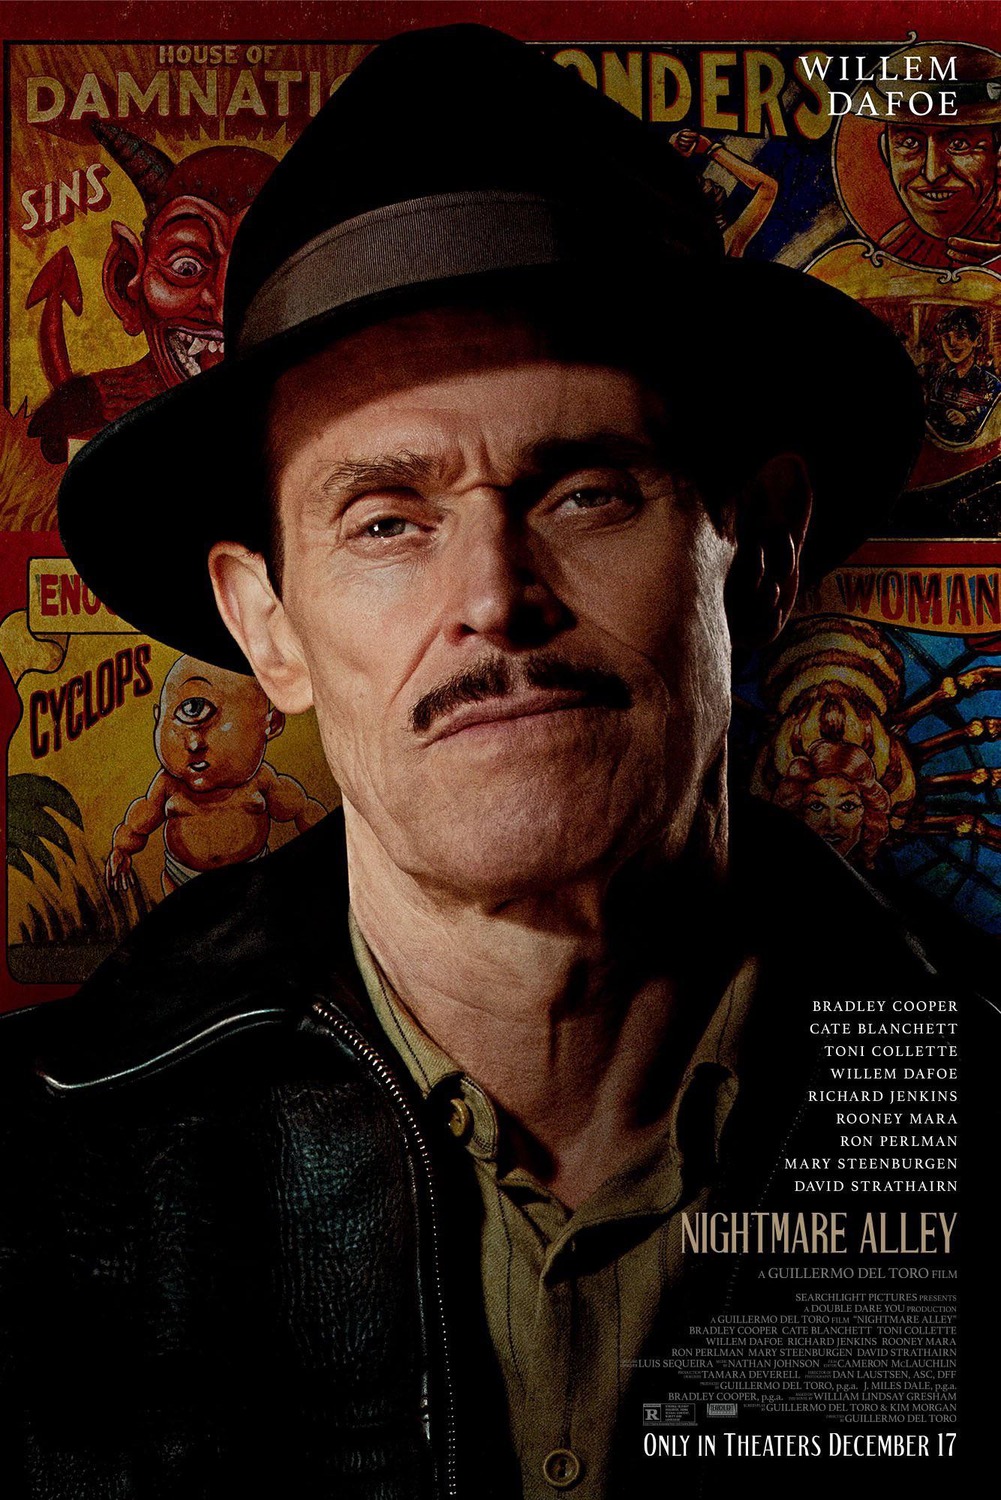 HOUSE OF
DAMNATI
ONDERS
WILLEM
DAFOE
SINS
ENO
WOMAN
CYCLOPS
BRADLEY COOPER
CATE BLANCHETT
TONI COLLETTE
WILLEM DAFOE
RICHARD JENKINS
ROONEY MARA
RON PERLMAN
MARY STEENBURGEN
DAVID STRATHAIRN
NIGHTMARE ALLEY
A GUILLERMO DEL TORO FILM
SEARCHLIGHT PICTURES PRESENTS
A DOUBLE DARE YOU PRODUCTION
A GUILLERMO DEL TORO FILM "NIGHTMARE ALLEY"
BRADLEY COOPER CATE BLANCHETT TONI COLLETTE
WILLEM DAFOE RICHARD JENKINS ROONEY MARA
RON PERLMAN MARY STEENBURGEN DAVID STRATHAIRN
LUIS SEQUEIRA NATHAN JOHNSON CAMERON McLAUCHLIN
TAMARA DEVERELL DAN LAUSTSEN, ASC, DFF
GUILLERMO DEL TORO, p.g.a. J. MILES DALE, p.g.a.
BRADLEY COOPER, p.g.a. WILLIAM LINDSAY GRESHAM
GUILLERMO DEL TORO & KIM MORGAN
GUILLERMO DEL TORO
R
ONLY IN THEATERS DECEMBER 17